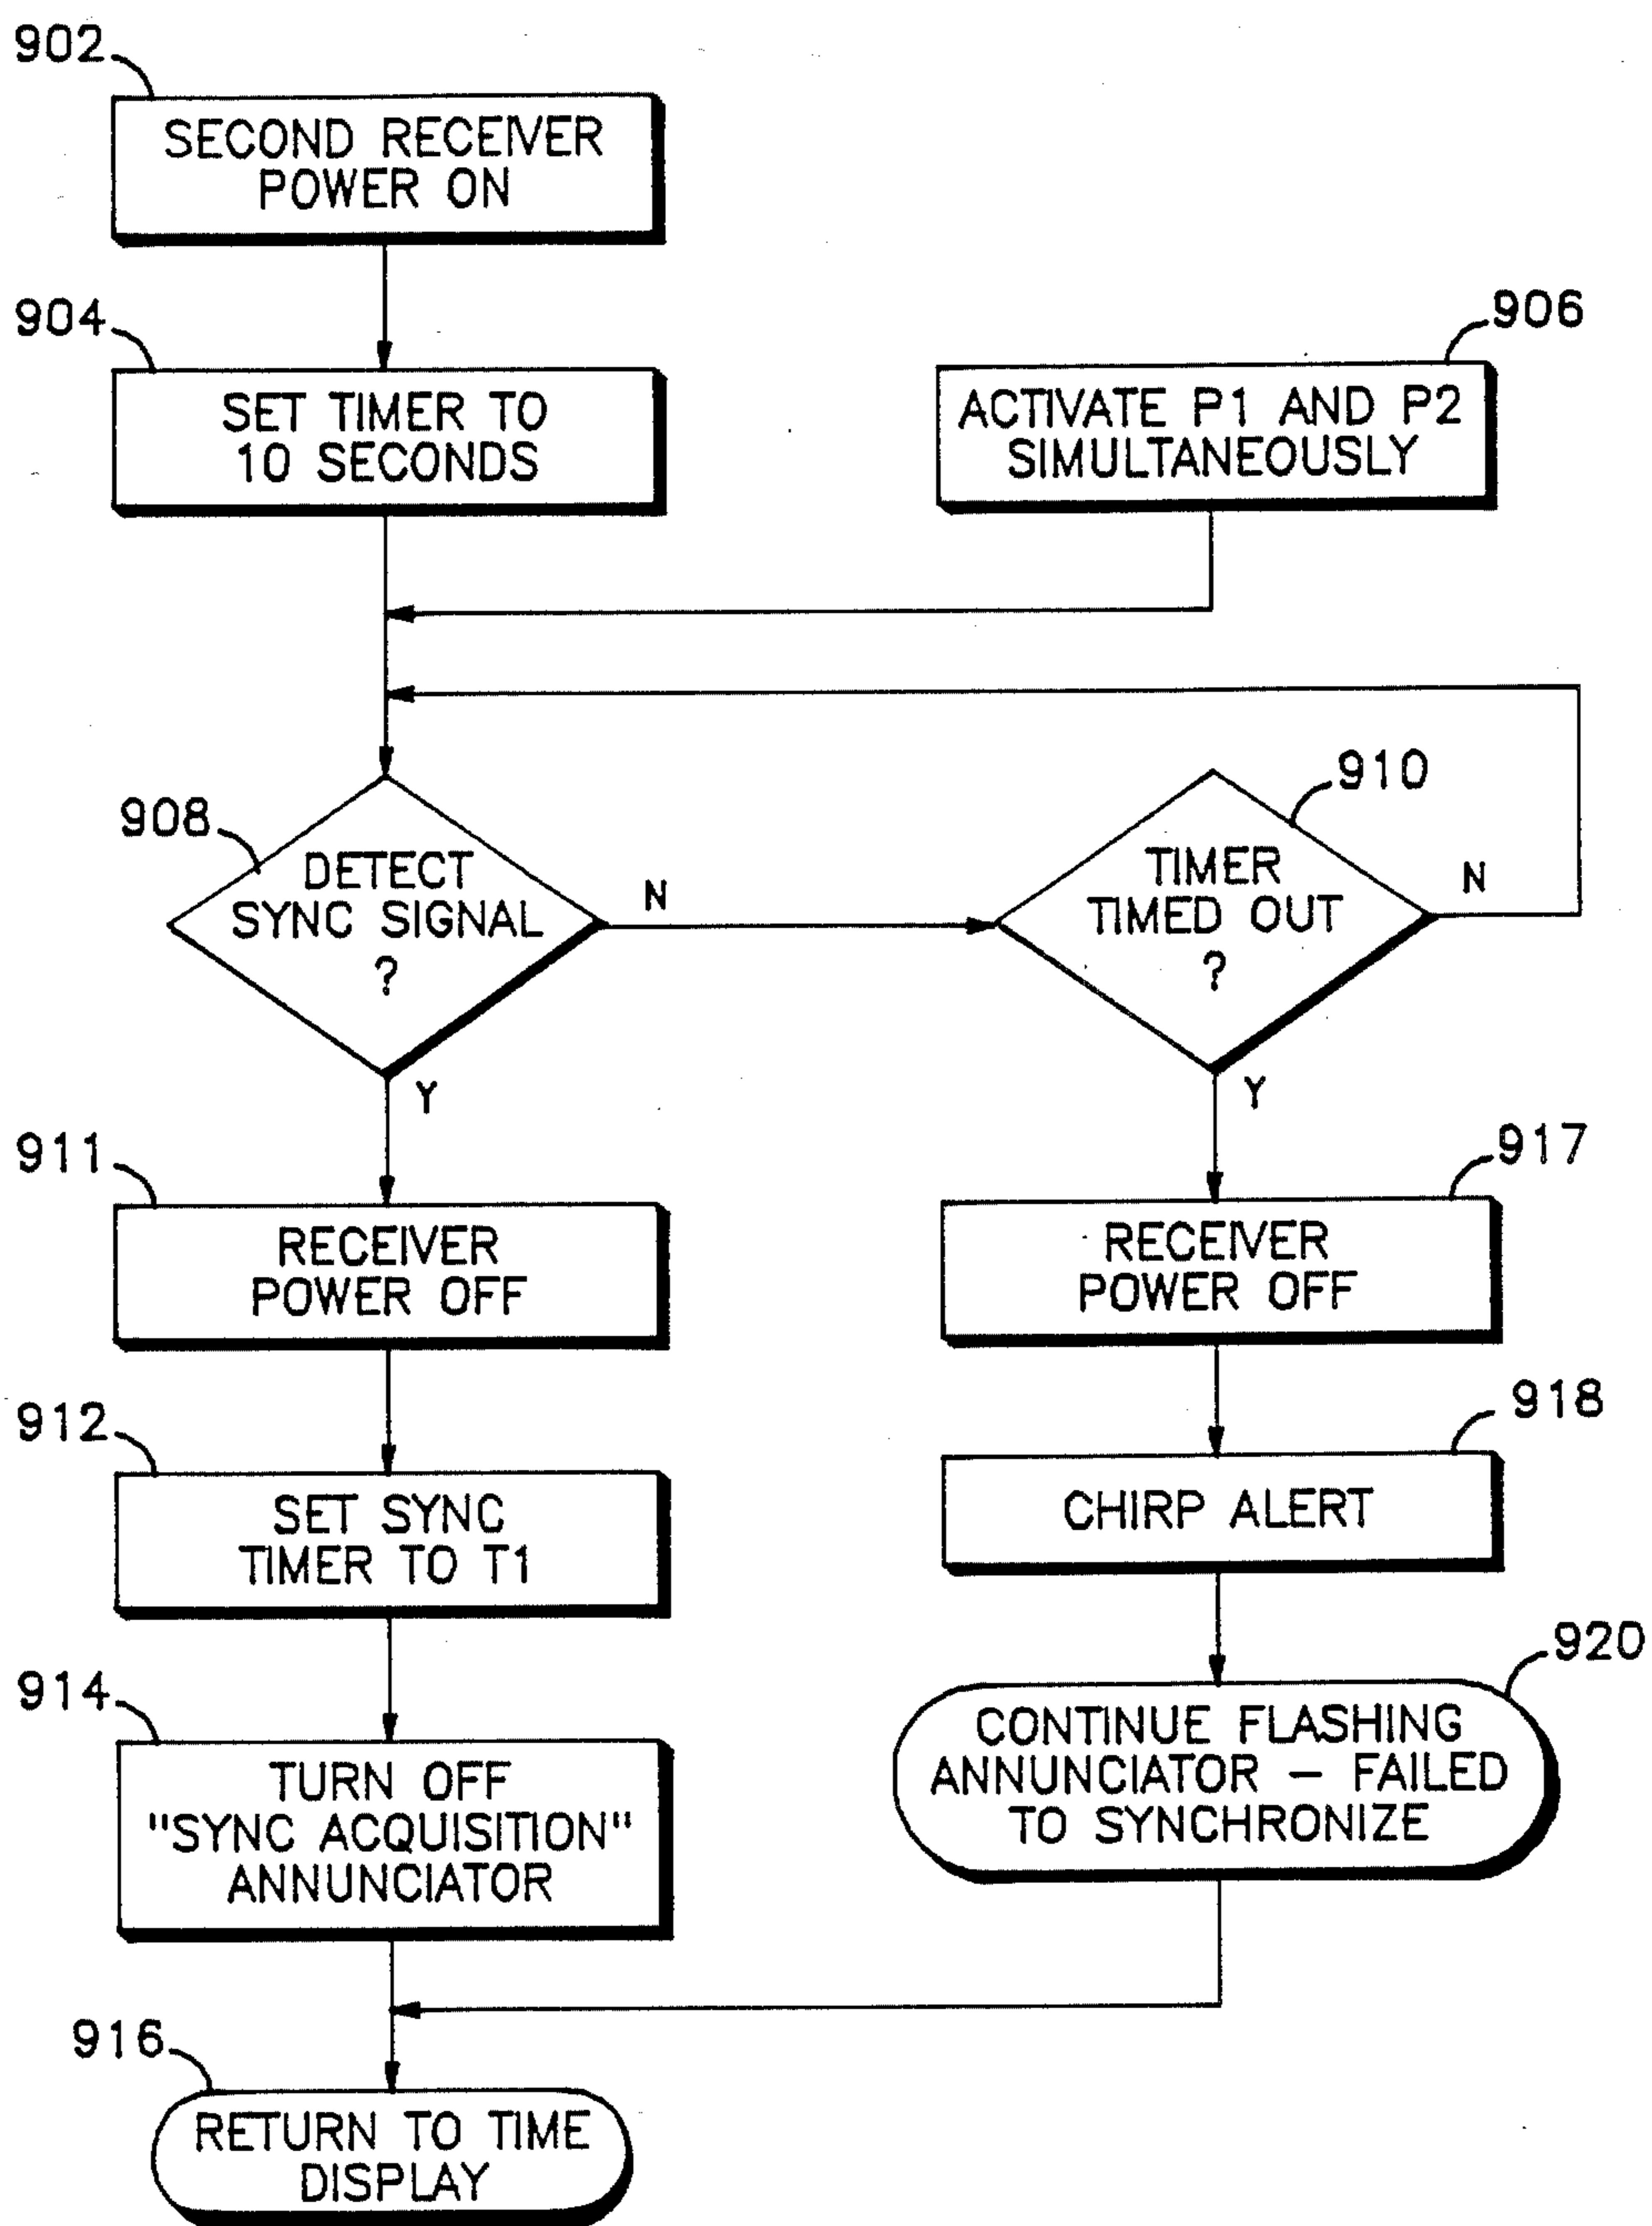 902
SECOND RECEIVER
POWER ON
904
SET TIMER TO
10 SECONDS
906
ACTIVATE P1 AND P2
SIMULTANEOUSLY
908
DETECT
SYNC SIGNAL
?
N
Y
910
TIMER
TIMED OUT
?
N
Y
911
RECEIVER
POWER OFF
917
RECEIVER
POWER OFF
912
SET SYNC
TIMER TO T1
918
CHIRP ALERT
914
TURN OFF
"SYNC ACQUISITION"
ANNUNCIATOR
920
CONTINUE FLASHING
ANNUNCIATOR – FAILED
TO SYNCHRONIZE
916
RETURN TO TIME
DISPLAY